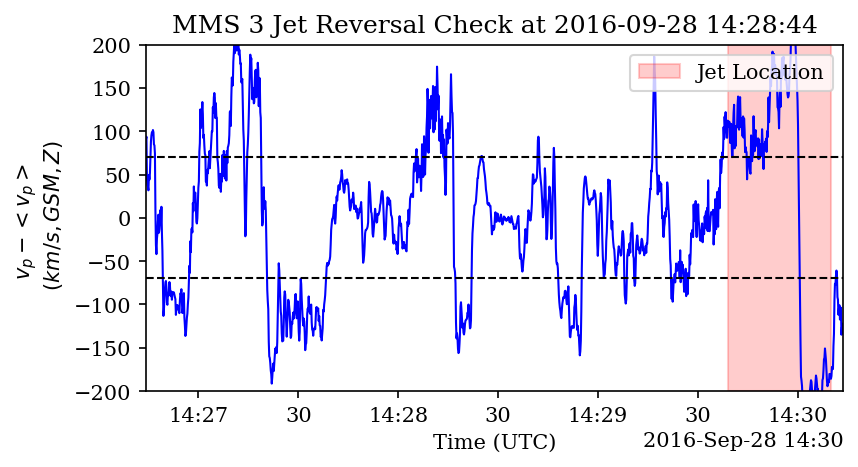 MMS 3 Jet Reversal Check at 2016-09-28 14:28:44
v_p - < v_p >
(km/s, GSM, Z)
200
150
100
50
0
−50
−100
−150
−200
Jet Location
14:27 30 14:28 30 14:29 30 14:30
Time (UTC)
2016-Sep-28 14:30